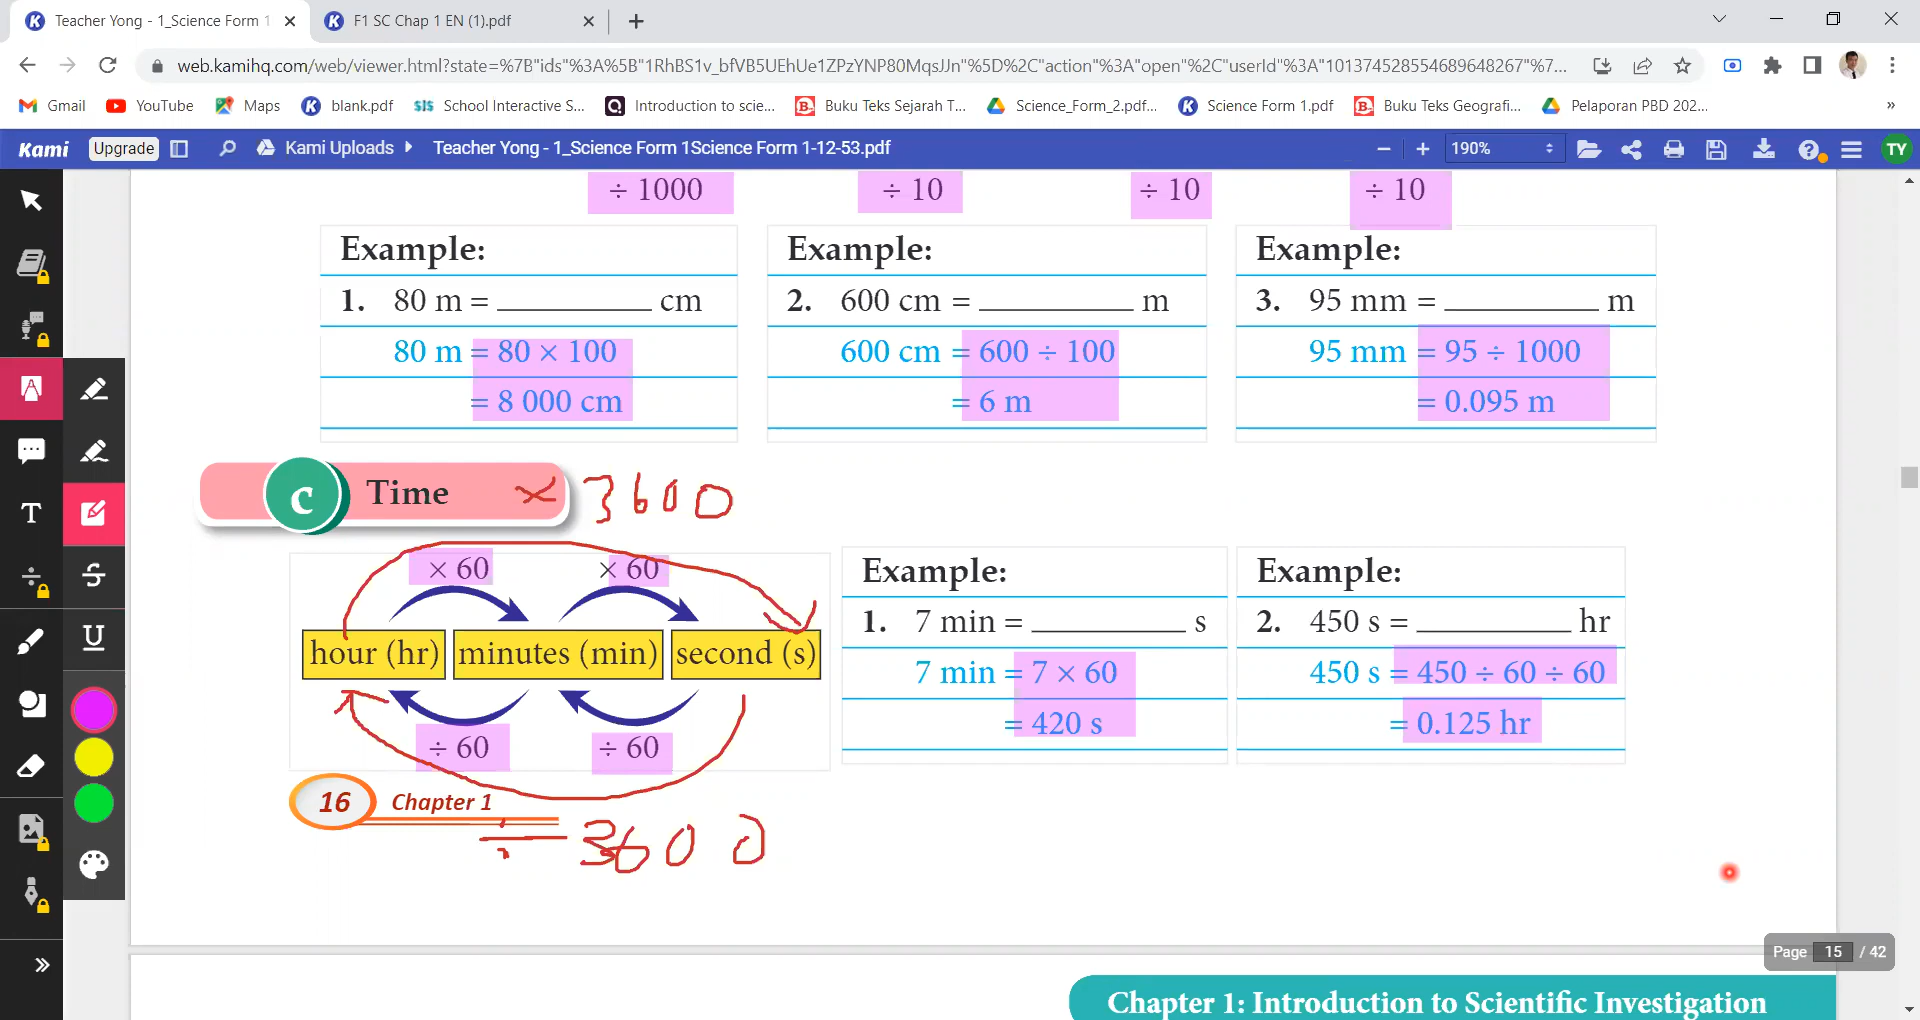 Teacher Yong - 1_Science Form 1
F1 SC Chap 1 EN (1).pdf
web.kamihq.com/web/viewer.html?state=%7B"ids"%3A%5B"1RhBS1v_bfVB5UEhUe1ZPzYNP80MqsJJn"%5D%2C"action"%3A"open"%2C"userId"%3A"101374528554689648267"%7...
Gmail YouTube Maps blank.pdf School Interactive S... Introduction to scie... Buku Teks Sejarah T... Science_Form_2.pdf... Science Form 1.pdf Buku Teks Geografi... Pelaporan PBD 202... »
Kami Upgrade Kami Uploads Teacher Yong - 1_Science Form 1Science Form 1-12-53.pdf 190% TY
÷ 1000 ÷ 10 ÷ 10 ÷ 10
Example:
1. 80 m = __________ cm
80 m = 80 × 100
= 8 000 cm
Example:
2. 600 cm = __________ m
600 cm = 600 ÷ 100
= 6 m
Example:
3. 95 mm = __________ m
95 mm = 95 ÷ 1000
= 0.095 m
c Time × 3600
× 60 × 60
hour (hr) minutes (min) second (s)
÷ 60 ÷ 60
Example:
1. 7 min = __________ s
7 min = 7 × 60
= 420 s
Example:
2. 450 s = __________ hr
450 s = 450 ÷ 60 ÷ 60
= 0.125 hr
16 Chapter 1
÷ 3600
Page 15 / 42
Chapter 1: Introduction to Scientific Investigation